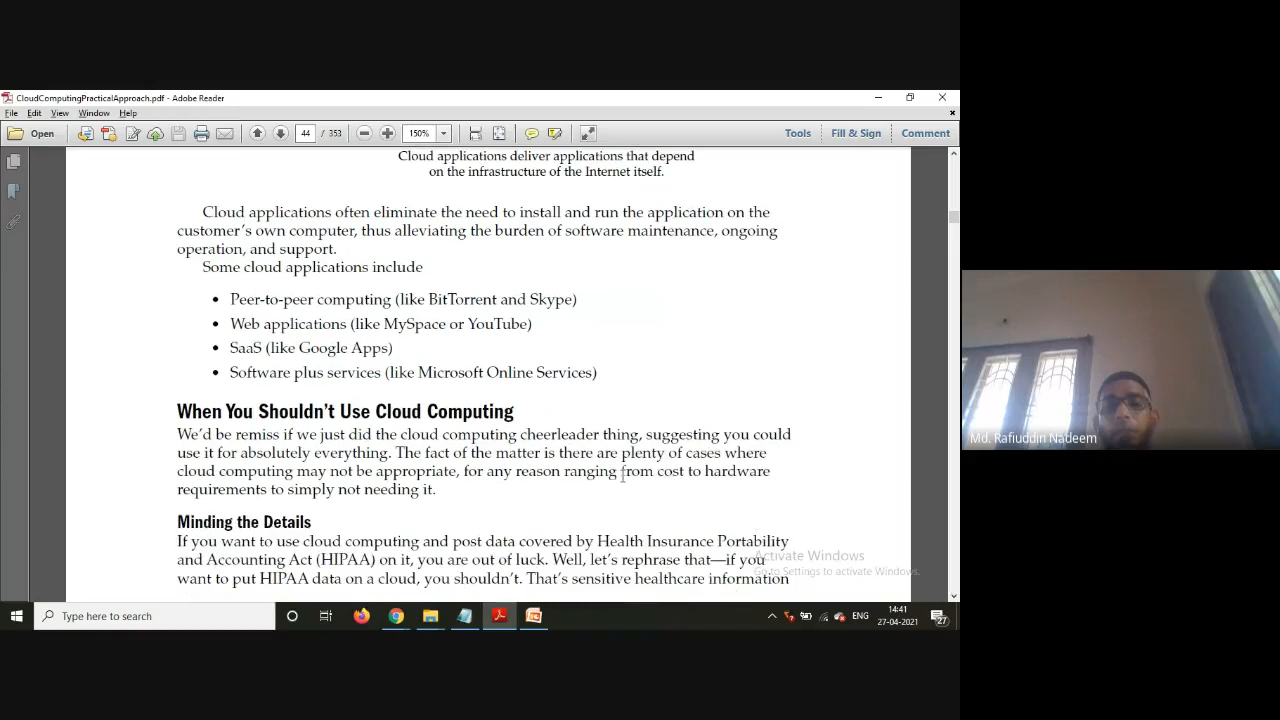 CloudComputingPracticalApproach.pdf - Adobe Reader
File Edit View Window Help
Open 44 / 353 150% Tools Fill & Sign Comment
Cloud applications deliver applications that depend
on the infrastructure of the Internet itself.
Cloud applications often eliminate the need to install and run the application on the
customer's own computer, thus alleviating the burden of software maintenance, ongoing
operation, and support.
Some cloud applications include
• Peer-to-peer computing (like BitTorrent and Skype)
• Web applications (like MySpace or YouTube)
• SaaS (like Google Apps)
• Software plus services (like Microsoft Online Services)
When You Shouldn't Use Cloud Computing
We'd be remiss if we just did the cloud computing cheerleader thing, suggesting you could
use it for absolutely everything. The fact of the matter is there are plenty of cases where
cloud computing may not be appropriate, for any reason ranging from cost to hardware
requirements to simply not needing it.
Minding the Details
If you want to use cloud computing and post data covered by Health Insurance Portability
and Accounting Act (HIPAA) on it, you are out of luck. Well, let's rephrase that—if you
want to put HIPAA data on a cloud, you shouldn't. That's sensitive healthcare information
Activate Windows
Go to Settings to activate Windows.
Type here to search
ENG
14:41
27-04-2021
27
Md. Rafiuddin Nadeem